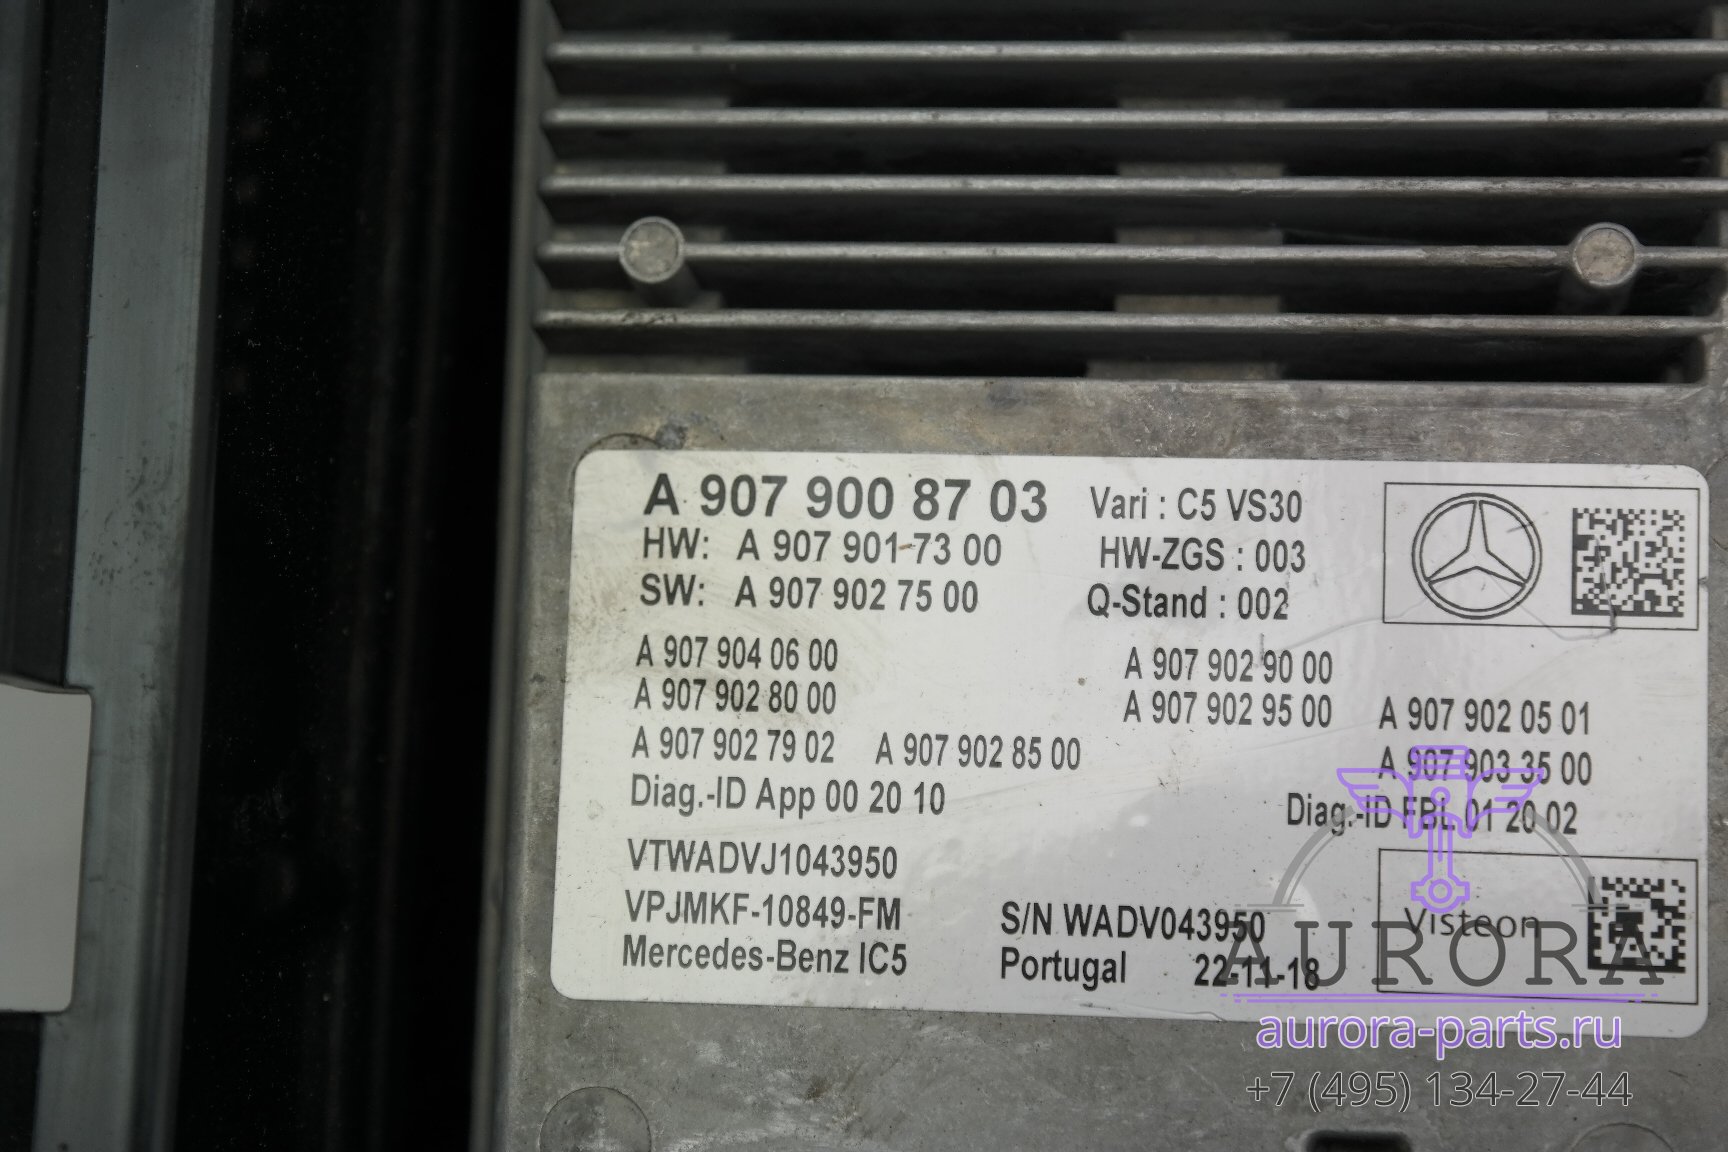 A 907 900 87 03 Vari : C5 VS30
HW: A 907 901 73 00 HW-ZGS : 003
SW: A 907 902 75 00 Q-Stand : 002
A 907 904 06 00 A 907 902 90 00
A 907 902 80 00 A 907 902 95 00 A 907 902 05 01
A 907 902 79 02 A 907 902 85 00 A 907 903 35 00
Diag.-ID App 00 20 10 Diag.-ID FBL 01 20 02
VTWADVJ1043950
VPJMKF-10849-FM S/N WADV043950 Visteon
Mercedes-Benz IC5 Portugal 22-11-18
AURORA
aurora-parts.ru
+7 (495) 134-27-44